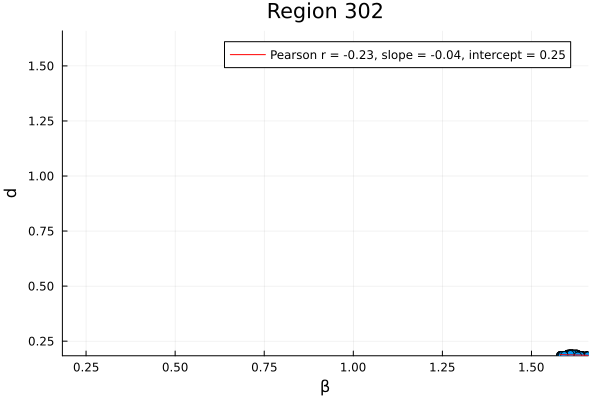 Region 302
Pearson r = -0.23, slope = -0.04, intercept = 0.25
1.50
1.25
1.00
d
0.75
0.50
0.25
0.25 0.50 0.75 1.00 1.25 1.50
β